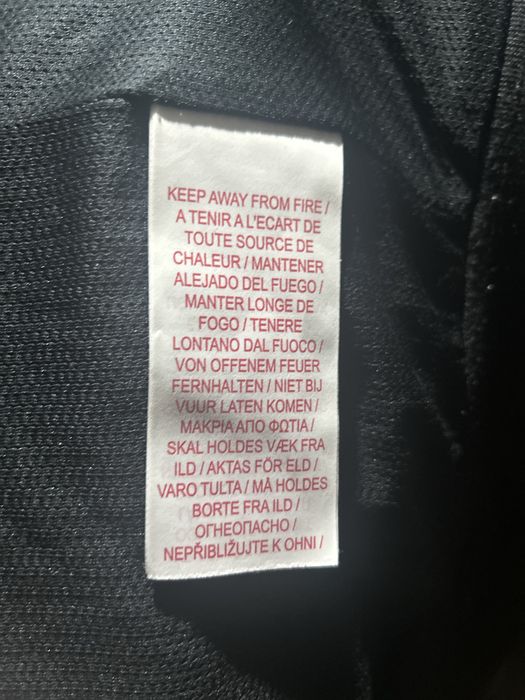 KEEP AWAY FROM FIRE /
A TENIR A L'ECART DE
TOUTE SOURCE DE
CHALEUR / MANTENER
ALEJADO DEL FUEGO /
MANTER LONGE DE
FOGO / TENERE
LONTANO DAL FUOCO /
VON OFFENEM FEUER
FERNHALTEN / NIET BIJ
VUUR LATEN KOMEN /
ΜΑΚΡΙΑ ΑΠΟ ΦΩΤΙΑ /
SKAL HOLDES VÆK FRA
ILD / AKTAS FÖR ELD /
VARO TULTA / MÅ HOLDES
BORTE FRA ILD /
ОГНЕОПАСНО /
NEPŘIBLIŽUJTE K OHNI /